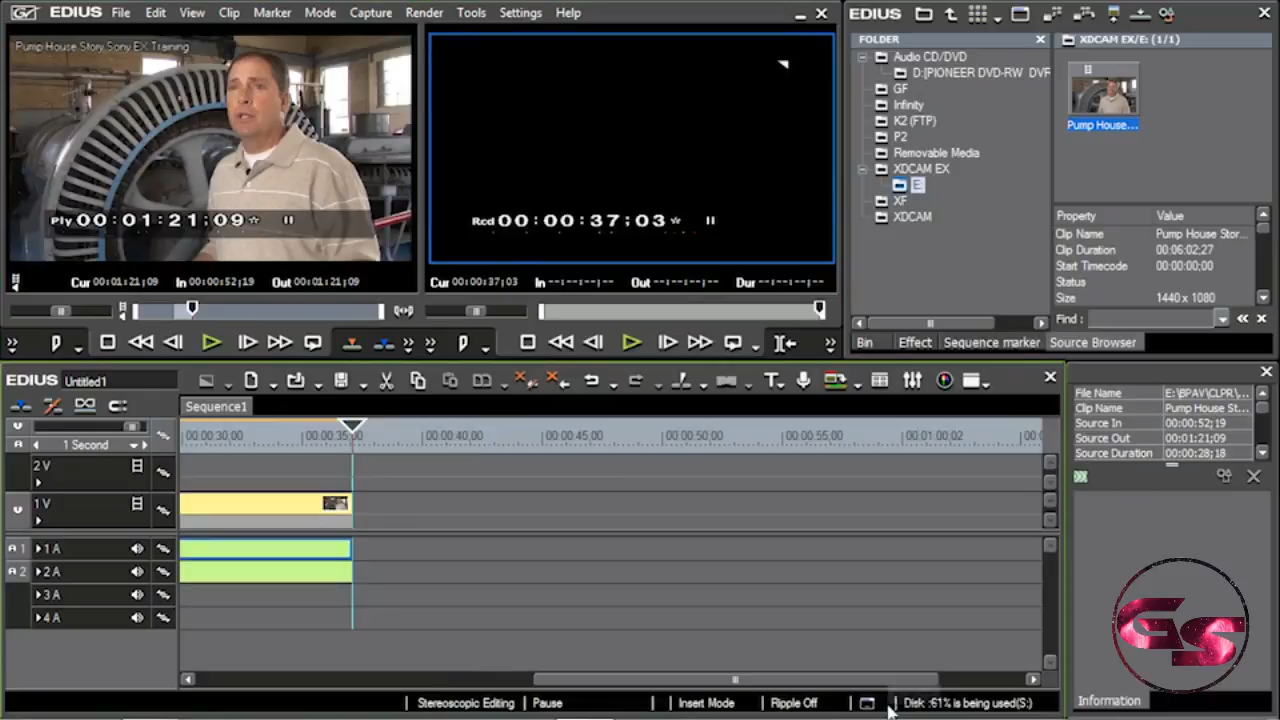 EDIUS File Edit View Clip Marker Mode Capture Render Tools Settings Help
Pump House Story Sony EX Training
Ply 00:01:21;09
Cur 00:01:21;09 In 00:00:52;19 Out 00:01:21;09
Rcd 00:00:37;03
Cur 00:00:37;03 In --:--:--;-- Out --:--:--;-- Dur --:--:--;--
EDIUS
FOLDER
Audio CD/DVD
D:[PIONEER DVD-RW DVR
GF
Infinity
K2 (FTP)
P2
Removable Media
XDCAM EX
E
XF
XDCAM
XDCAM EX/E: (1/1)
Pump House...
Property Value
Clip Name Pump House Stor...
Clip Duration 00:06:02;27
Start Timecode 00:00:00;00
Status
Size 1440 x 1080
Find :
Bin Effect Sequence marker Source Browser
EDIUS Untitled1
Sequence1
1 Second
00:00:30;00 00:00:35;00 00:00:40;00 00:00:45;00 00:00:50;00 00:00:55;00 00:01:00;02
2 V
1 V
A 1 1 A
A 2 2 A
3 A
4 A
Stereoscopic Editing Pause Insert Mode Ripple Off Disk :61% is being used(S:)
File Name E:\BPAV\CLPR\...
Clip Name Pump House St...
Source In 00:00:52;19
Source Out 00:01:21;09
Source Duration 00:00:28;18
GS
Information